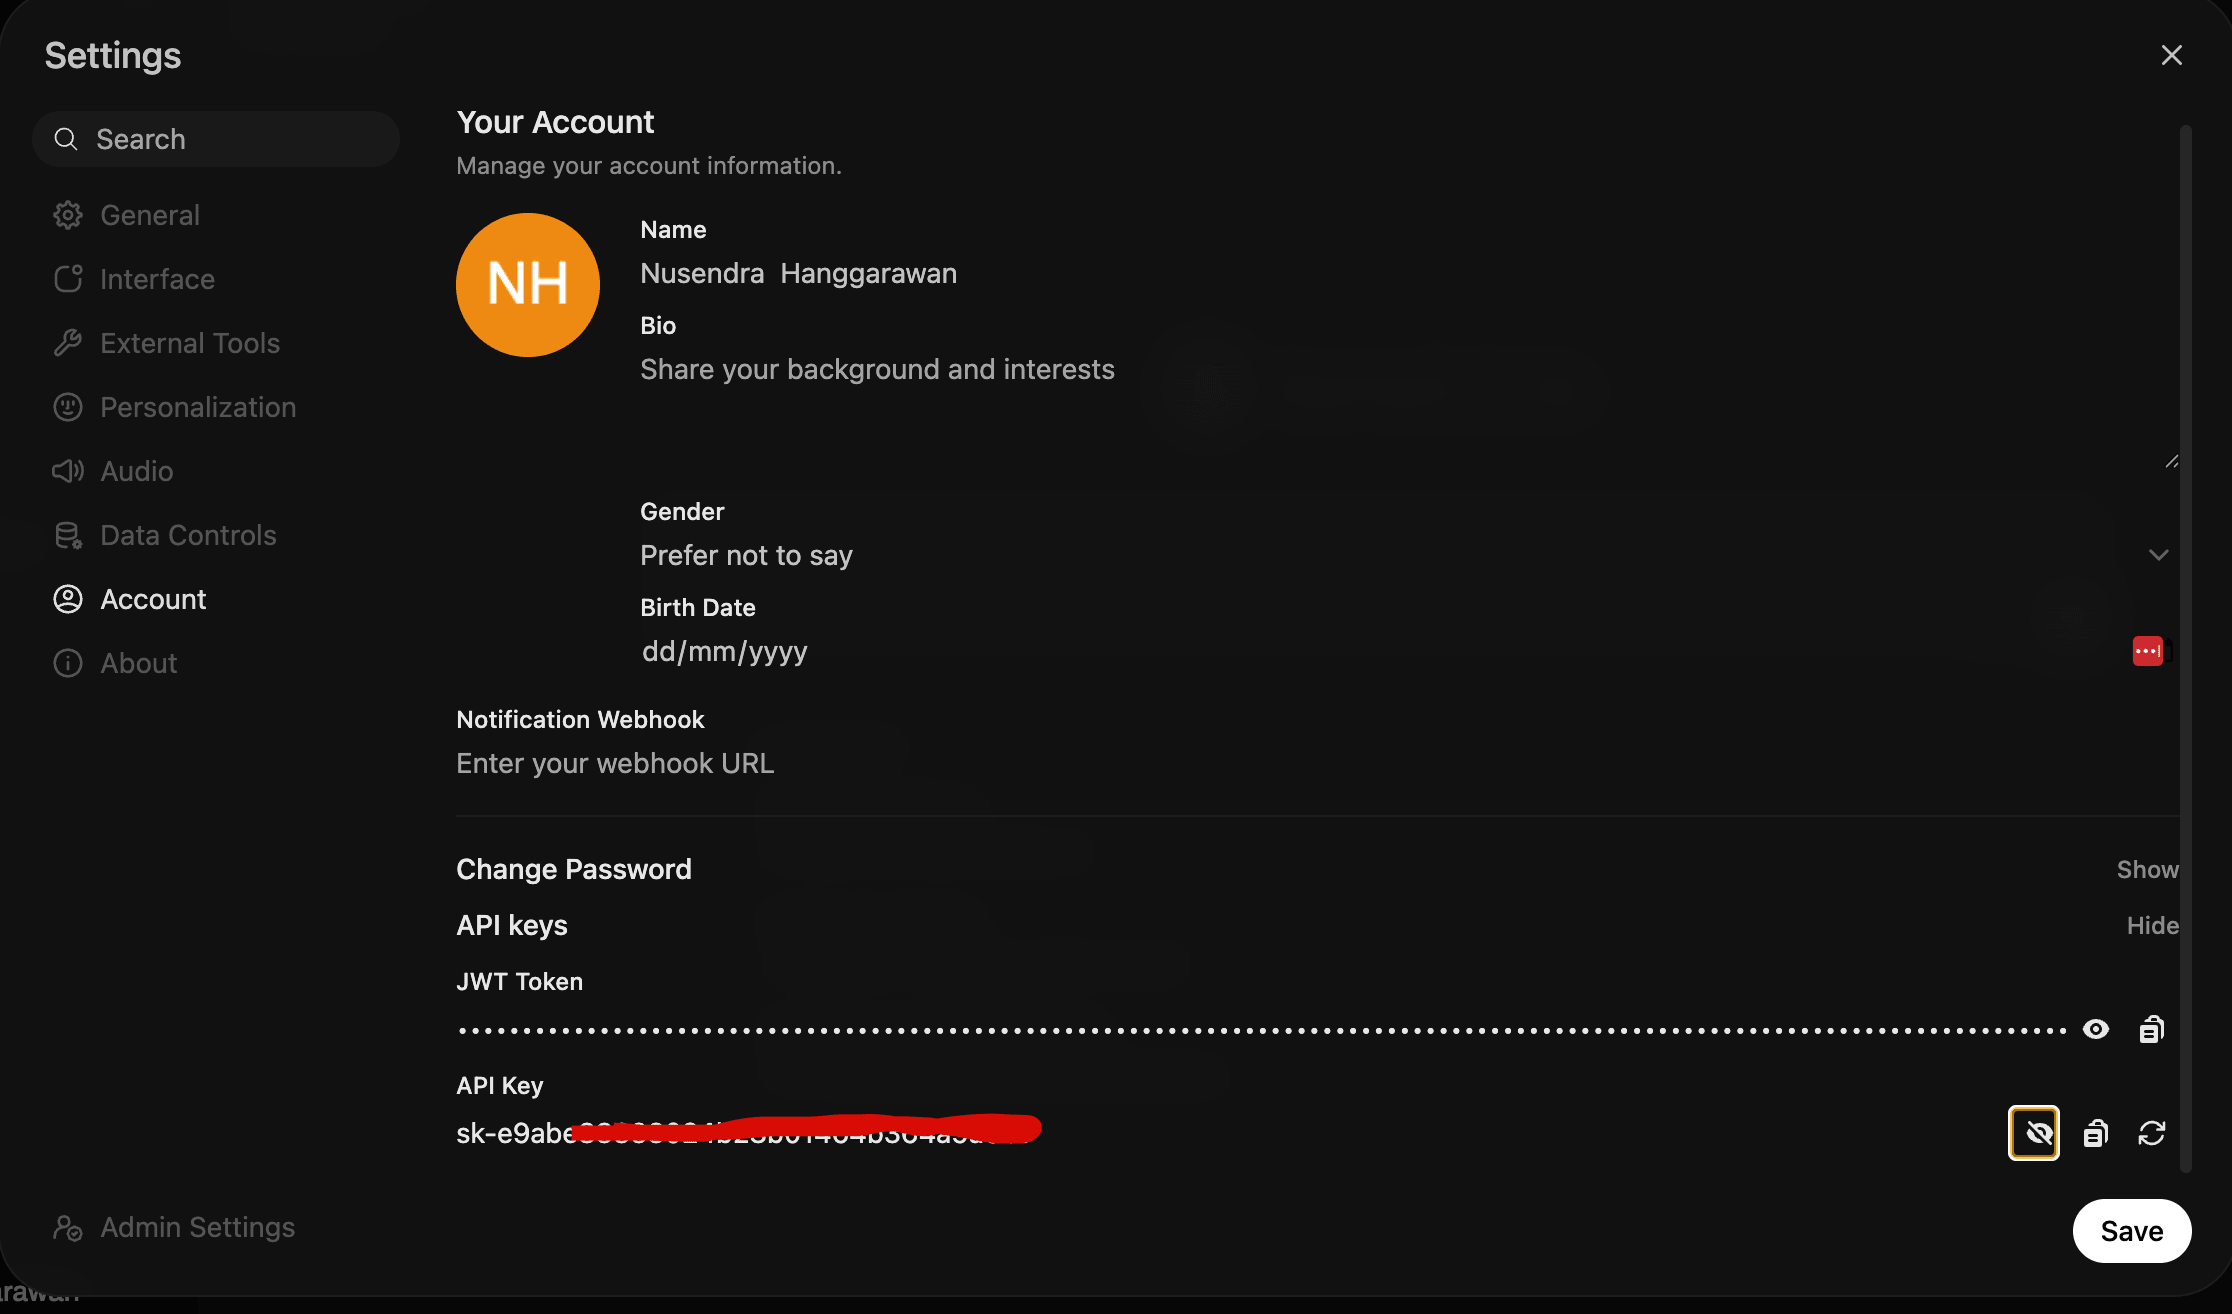 Settings
Search
General
Interface
External Tools
Personalization
Audio
Data Controls
Account
About
Admin Settings
Your Account
Manage your account information.
NH
Name
Nusendra  Hanggarawan
Bio
Share your background and interests
Gender
Prefer not to say
Birth Date
dd/mm/yyyy
Notification Webhook
Enter your webhook URL
Change Password
Show
API keys
Hide
JWT Token
API Key
sk-e9abe
Save